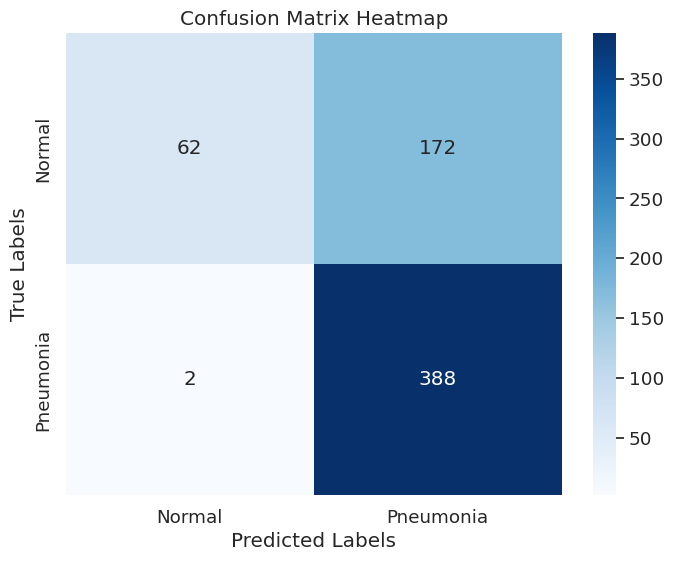 Confusion Matrix Heatmap
True Labels
Normal
62
172
Pneumonia
2
388
Normal
Pneumonia
Predicted Labels
350
300
250
200
150
100
50